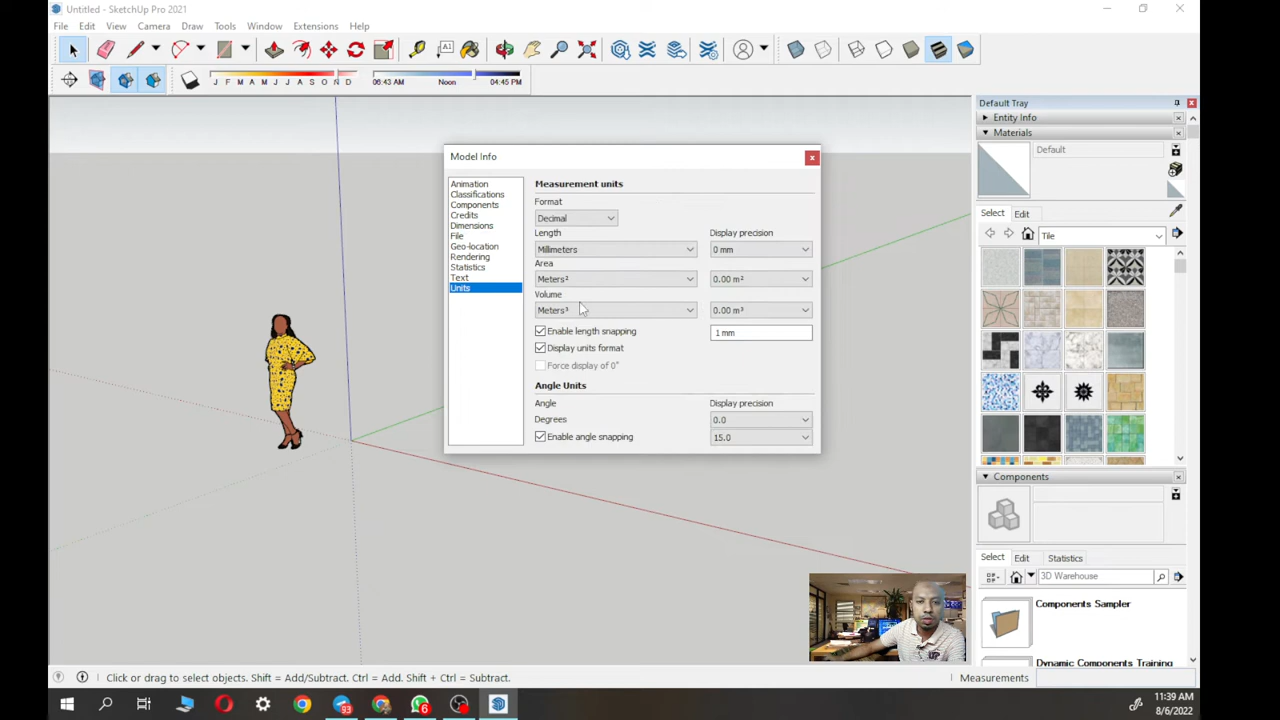 Untitled - SketchUp Pro 2021
File Edit View Camera Draw Tools Window Extensions Help
J F M A M J J A S O N D 06:43 AM Noon 04:45 PM
Default Tray
Entity Info
Materials
Default
Select Edit
Tile
Components
Select Edit Statistics
3D Warehouse
Components Sampler
Dynamic Components Training
Model Info
Animation
Classifications
Components
Credits
Dimensions
File
Geo-location
Rendering
Statistics
Text
Units
Measurement units
Format
Decimal
Length Display precision
Millimeters 0 mm
Area
Meters² 0.00 m²
Volume
Meters³ 0.00 m³
Enable length snapping 1 mm
Display units format
Force display of 0"
Angle Units
Angle Display precision
Degrees 0.0
Enable angle snapping 15.0
Click or drag to select objects. Shift = Add/Subtract. Ctrl = Add. Shift + Ctrl = Subtract.
Measurements
93
6
11:39 AM
8/6/2022